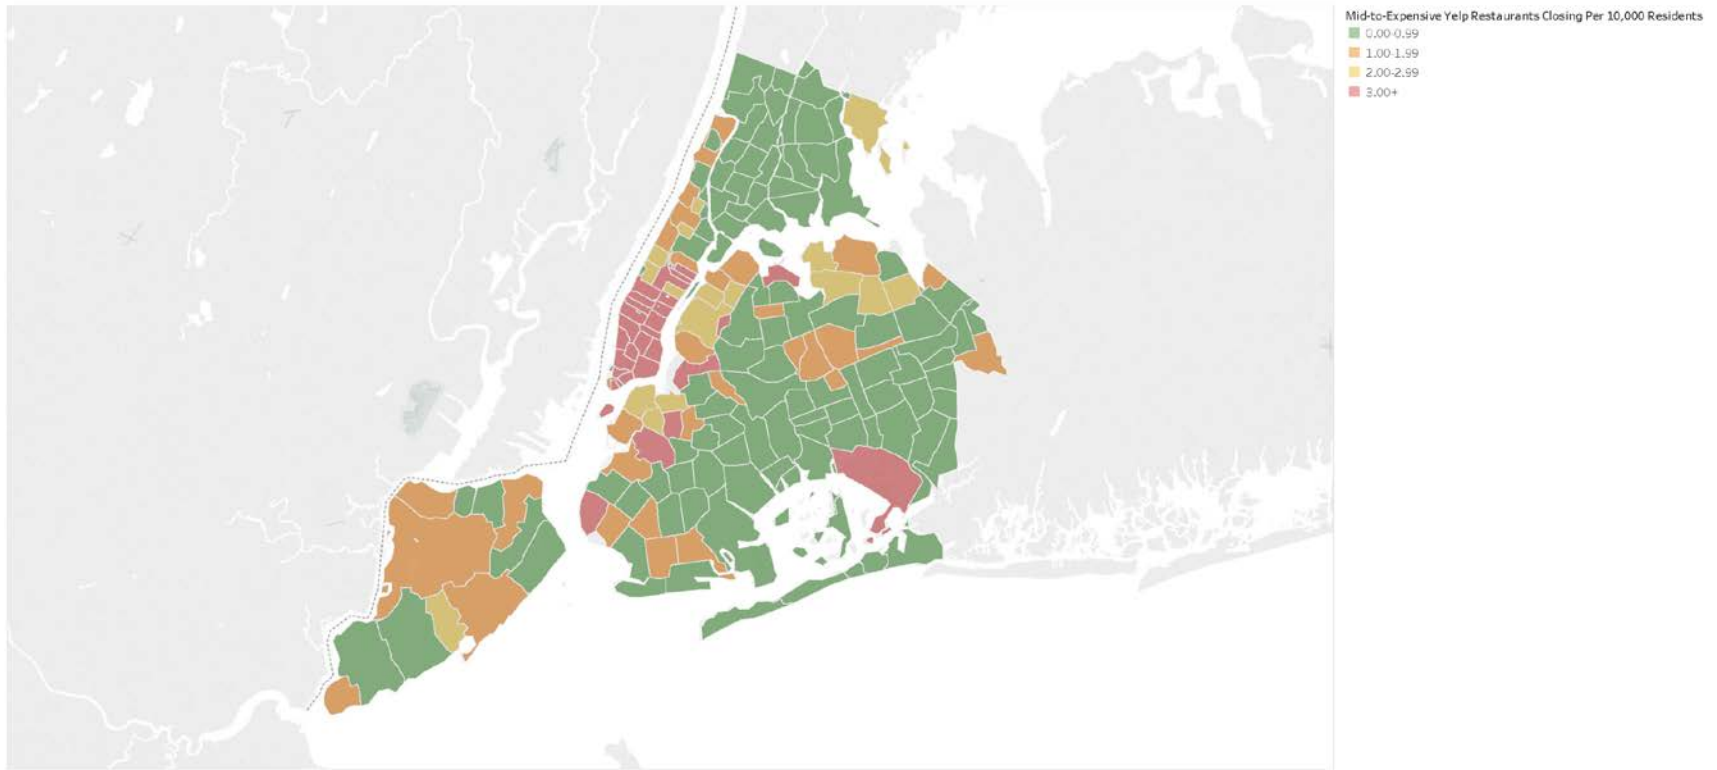 Mid-to-Expensive Yelp Restaurants Closing Per 10,000 Residents
0.00-0.99
1.00-1.99
2.00-2.99
3.00+